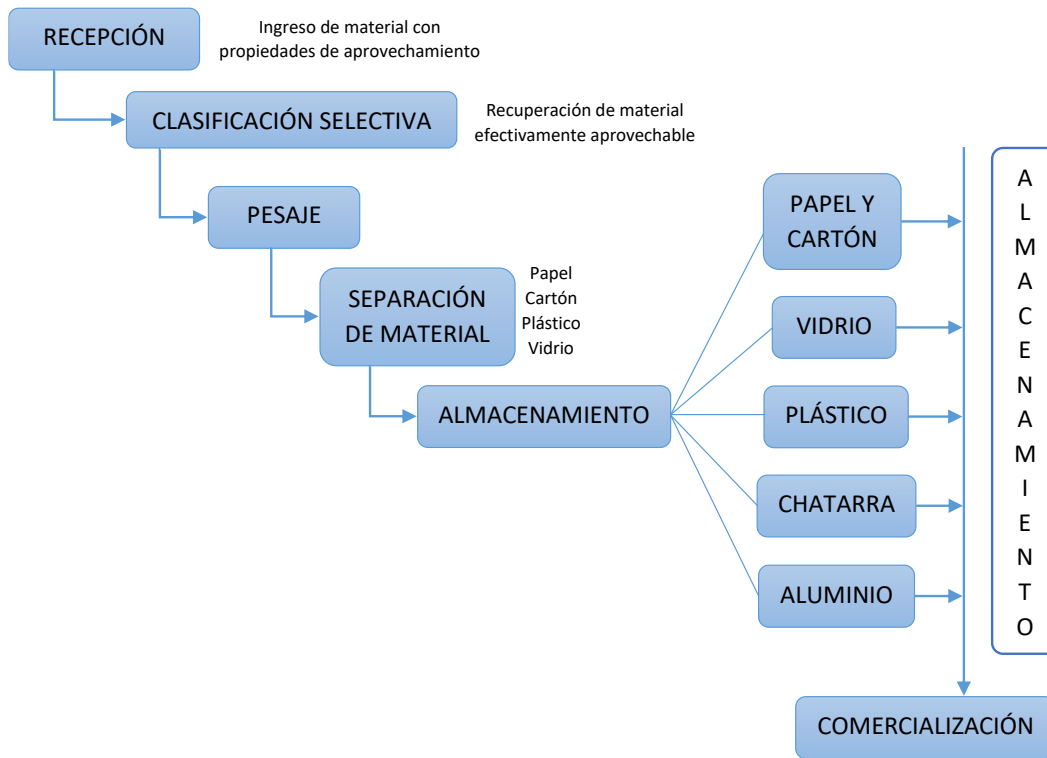 RECEPCIÓN
Ingreso de material con
propiedades de aprovechamiento
CLASIFICACIÓN SELECTIVA
Recuperación de material
efectivamente aprovechable
PESAJE
SEPARACIÓN
DE MATERIAL
Papel
Cartón
Plástico
Vidrio
ALMACENAMIENTO
PAPEL Y
CARTÓN
VIDRIO
PLÁSTICO
CHATARRA
ALUMINIO
A
L
M
A
C
E
N
A
M
I
E
N
T
O
COMERCIALIZACIÓN